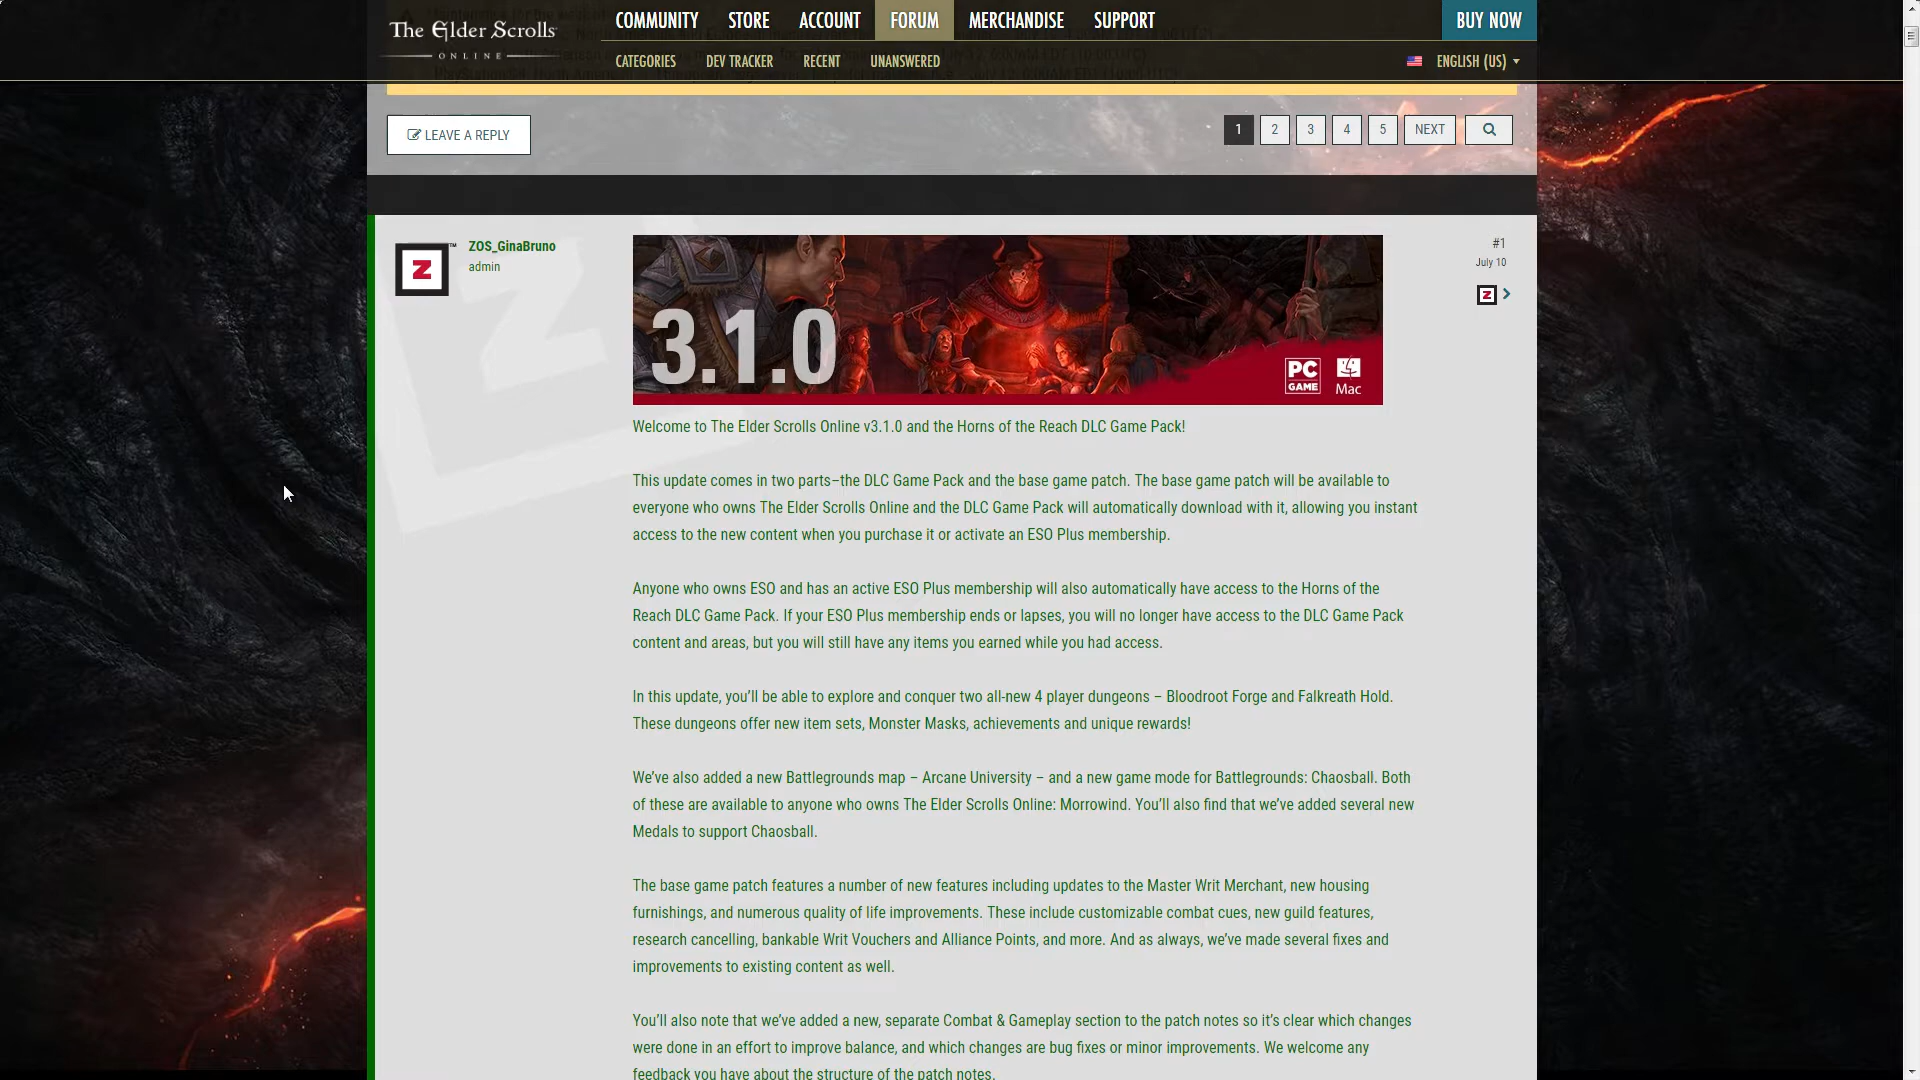 The Elder Scrolls
ONLINE
COMMUNITY STORE ACCOUNT FORUM MERCHANDISE SUPPORT BUY NOW
CATEGORIES DEV TRACKER RECENT UNANSWERED ENGLISH (US)
LEAVE A REPLY 1 2 3 4 5 NEXT
ZOS_GinaBruno
admin
#1
July 10
3.1.0
PC
GAME
Mac
Welcome to The Elder Scrolls Online v3.1.0 and the Horns of the Reach DLC Game Pack!
This update comes in two parts–the DLC Game Pack and the base game patch. The base game patch will be available to
everyone who owns The Elder Scrolls Online and the DLC Game Pack will automatically download with it, allowing you instant
access to the new content when you purchase it or activate an ESO Plus membership.
Anyone who owns ESO and has an active ESO Plus membership will also automatically have access to the Horns of the
Reach DLC Game Pack. If your ESO Plus membership ends or lapses, you will no longer have access to the DLC Game Pack
content and areas, but you will still have any items you earned while you had access.
In this update, you’ll be able to explore and conquer two all-new 4 player dungeons – Bloodroot Forge and Falkreath Hold.
These dungeons offer new item sets, Monster Masks, achievements and unique rewards!
We’ve also added a new Battlegrounds map – Arcane University – and a new game mode for Battlegrounds: Chaosball. Both
of these are available to anyone who owns The Elder Scrolls Online: Morrowind. You’ll also find that we’ve added several new
Medals to support Chaosball.
The base game patch features a number of new features including updates to the Master Writ Merchant, new housing
furnishings, and numerous quality of life improvements. These include customizable combat cues, new guild features,
research cancelling, bankable Writ Vouchers and Alliance Points, and more. And as always, we’ve made several fixes and
improvements to existing content as well.
You’ll also note that we’ve added a new, separate Combat & Gameplay section to the patch notes so it’s clear which changes
were done in an effort to improve balance, and which changes are bug fixes or minor improvements. We welcome any
feedback you have about the structure of the patch notes.